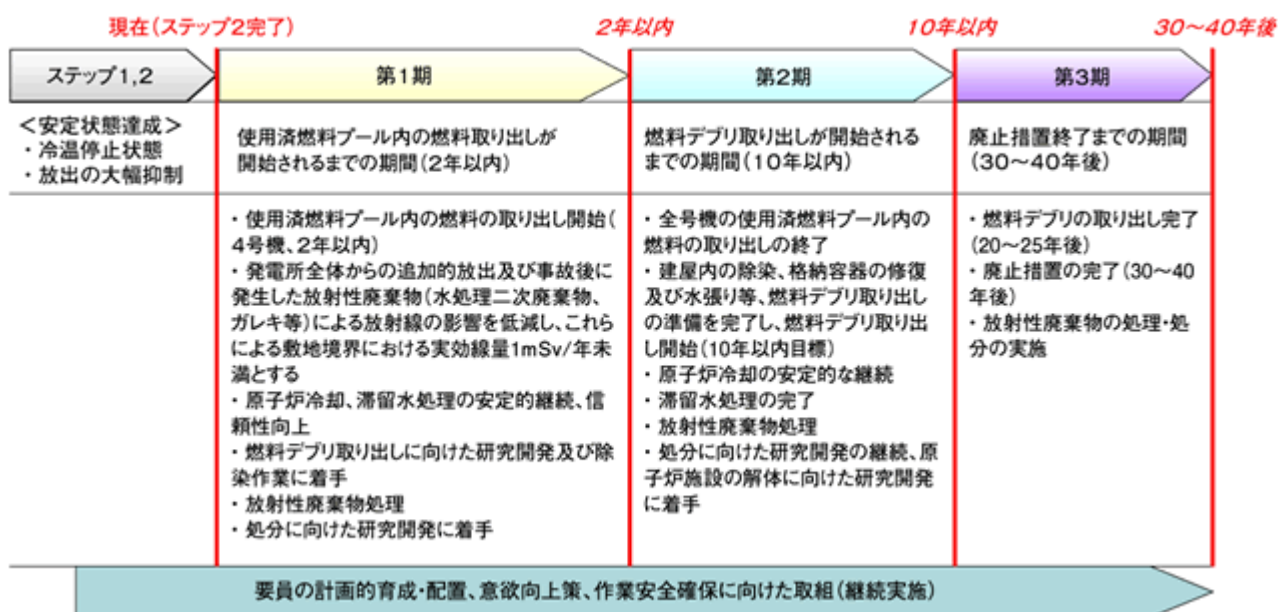 現在(ステップ2完了)
2年以内
10年以内
30～40年後
ステップ1,2
第1期
第2期
第3期
＜安定状態達成＞
・冷温停止状態
・放出の大幅抑制
使用済燃料プール内の燃料取り出しが
開始されるまでの期間(2年以内)
燃料デブリ取り出しが開始される
までの期間(10年以内)
廃止措置終了までの期間
(30～40年後)
・使用済燃料プール内の燃料の取り出し開始(
4号機、2年以内)
・発電所全体からの追加的放出及び事故後に
発生した放射性廃棄物(水処理二次廃棄物、
ガレキ等)による放射線の影響を低減し、これら
による敷地境界における実効線量1mSv/年未
満とする
・原子炉冷却、滞留水処理の安定的継続、信
頼性向上
・燃料デブリ取り出しに向けた研究開発及び除
染作業に着手
・放射性廃棄物処理
・処分に向けた研究開発に着手
・全号機の使用済燃料プール内の
燃料の取り出しの終了
・建屋内の除染、格納容器の修復
及び水張り等、燃料デブリ取り出し
の準備を完了し、燃料デブリ取り出
し開始(10年以内目標)
・原子炉冷却の安定的な継続
・滞留水処理の完了
・放射性廃棄物処理
・処分に向けた研究開発の継続、原
子炉施設の解体に向けた研究開発
に着手
・燃料デブリの取り出し完了
(20～25年後)
・廃止措置の完了(30～40
年後)
・放射性廃棄物の処理・処
分の実施
要員の計画的育成・配置、意欲向上策、作業安全確保に向けた取組(継続実施)